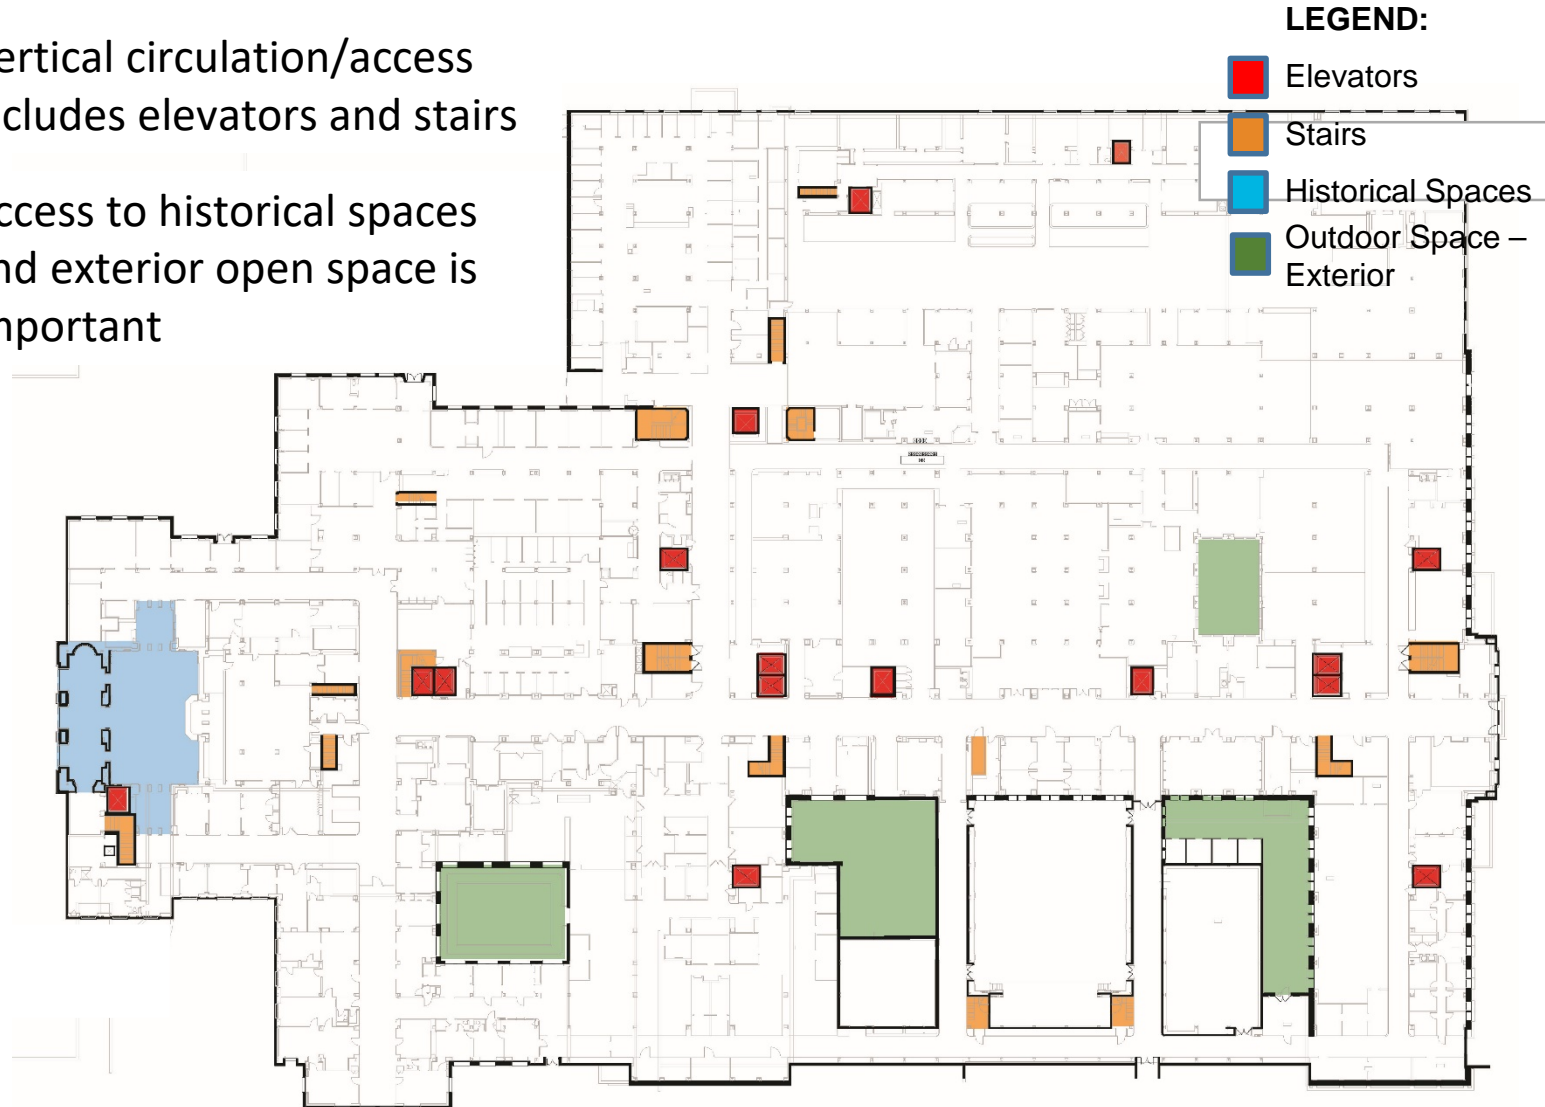 ertical circulation/access
cludes elevators and stairs
ccess to historical spaces
nd exterior open space is
mportant
LEGEND:
Elevators
Stairs
Historical Spaces
Outdoor Space –
Exterior